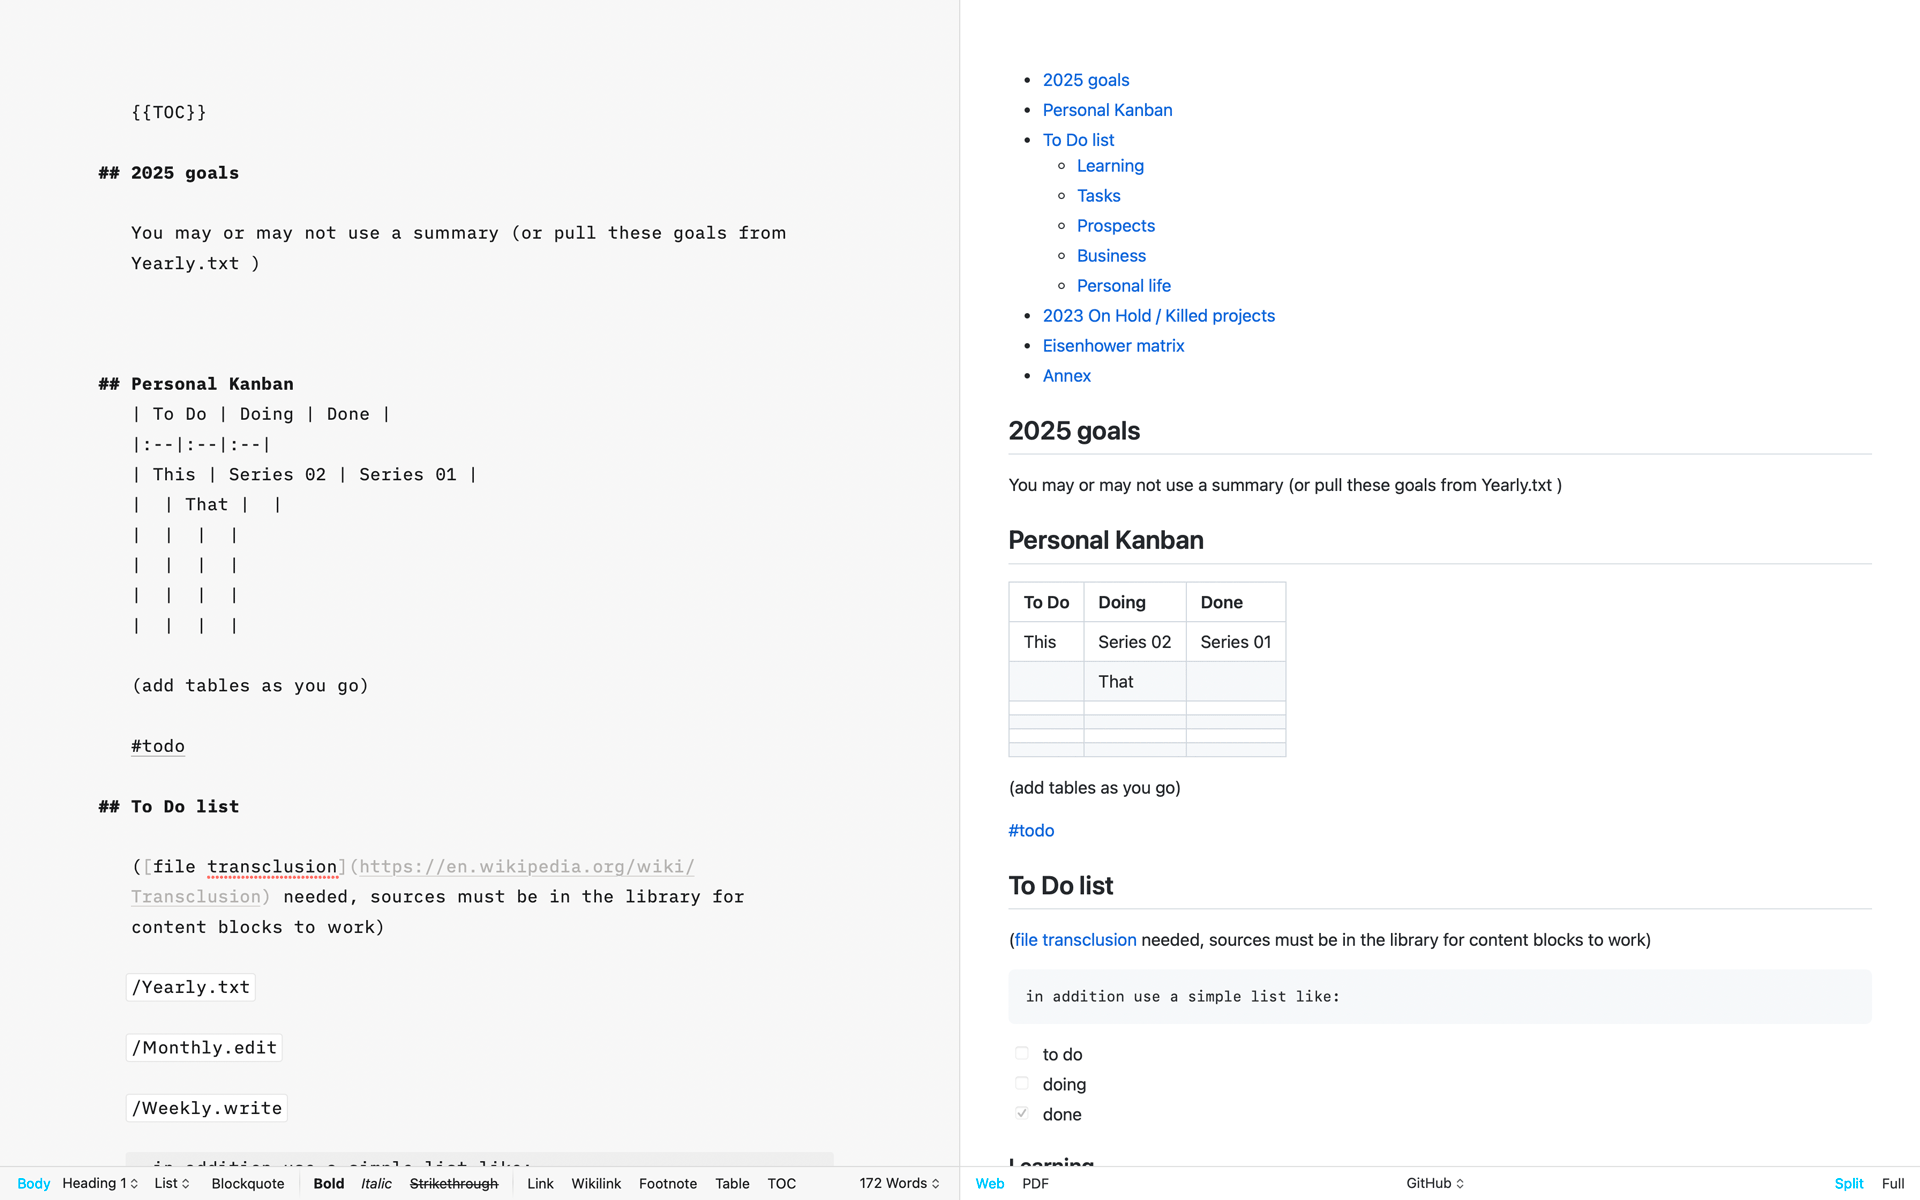 {{TOC}}
## 2025 goals
You may or may not use a summary (or pull these goals from
Yearly.txt )
## Personal Kanban
| To Do | Doing | Done |
|:--|:--|:--|
| This | Series 02 | Series 01 |
|  | That |  |
|  |  |  |
|  |  |  |
|  |  |  |
|  |  |  |
(add tables as you go)
#todo
## To Do list
([file transclusion](https://en.wikipedia.org/wiki/
Transclusion) needed, sources must be in the library for
content blocks to work)
/Yearly.txt
/Monthly.edit
/Weekly.write
in addition use a simple list like:
• 2025 goals
• Personal Kanban
• To Do list
◦ Learning
◦ Tasks
◦ Prospects
◦ Business
◦ Personal life
• 2023 On Hold / Killed projects
• Eisenhower matrix
• Annex
2025 goals
You may or may not use a summary (or pull these goals from Yearly.txt )
Personal Kanban
To Do Doing Done
This Series 02 Series 01
That
(add tables as you go)
#todo
To Do list
(file transclusion needed, sources must be in the library for content blocks to work)
in addition use a simple list like:
to do
doing
done
Learning
Body Heading 1 List Blockquote Bold Italic Strikethrough Link Wikilink Footnote Table TOC 172 Words
Web PDF GitHub Split Full